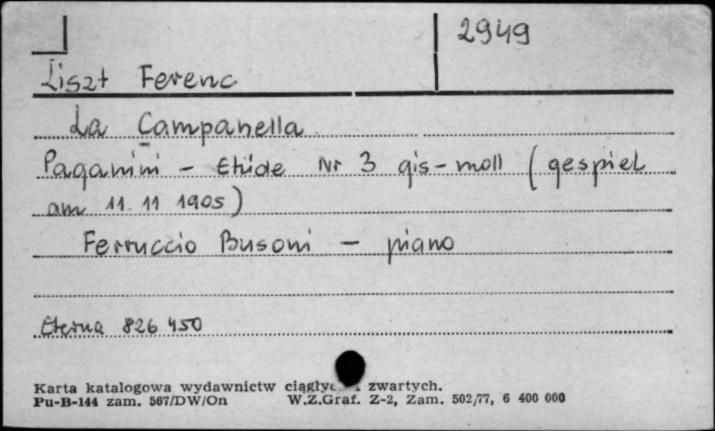 2949
Liszt Ferenc
La Campanella
Paganini - Etüde Nr 3 gis-moll (gespielt
am 11. 11 1905)
Ferruccio Busoni - piano
Eterna 826 450
Karta katalogowa wydawnictw zwartych.
Pu-B-144 zam. 567/DW/On W.Z.Graf. Z-2, Zam. 502/77, 6 400 000